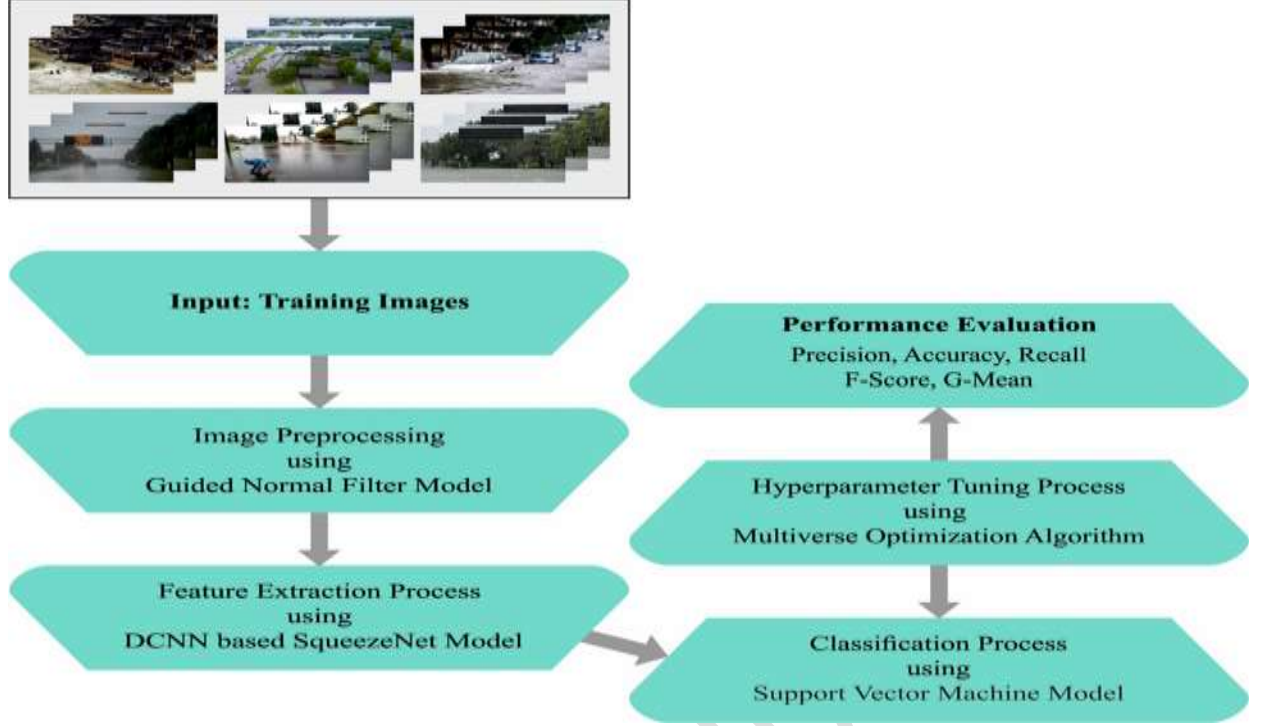 Input: Training Images
Image Preprocessing
using
Guided Normal Filter Model
Feature Extraction Process
using
DCNN based SqueezeNet Model
Performance Evaluation
Precision, Accuracy, Recall
F-Score, G-Mean
Hyperparameter Tuning Process
using
Multiverse Optimization Algorithm
Classification Process
using
Support Vector Machine Model